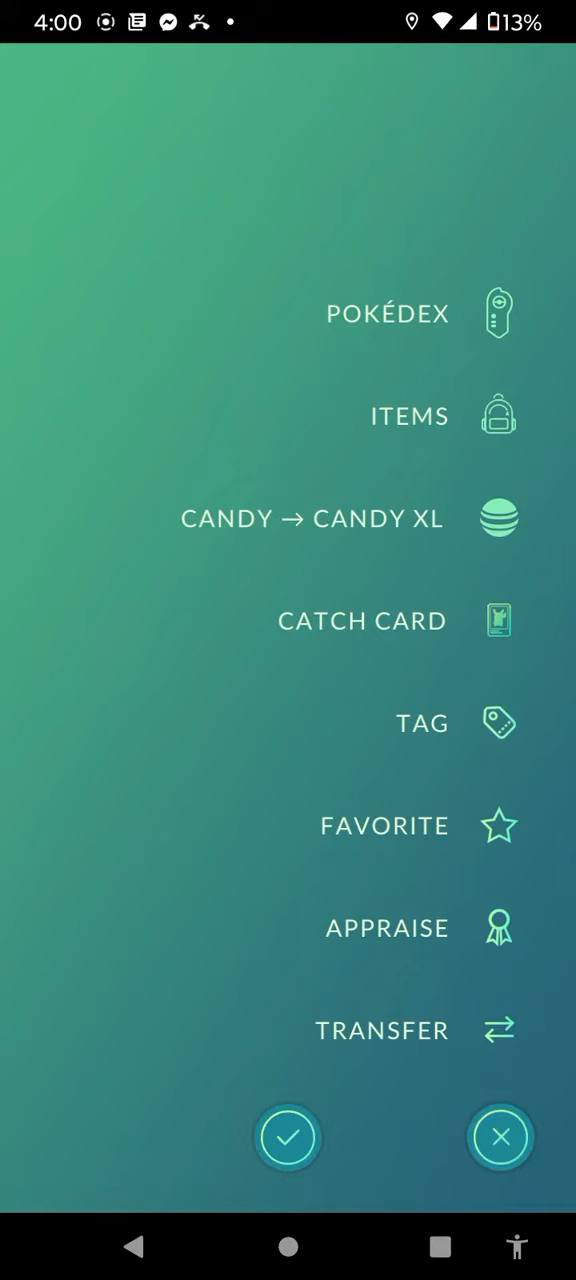 4:00
13%
POKÉDEX
ITEMS
CANDY → CANDY XL
CATCH CARD
TAG
FAVORITE
APPRAISE
TRANSFER